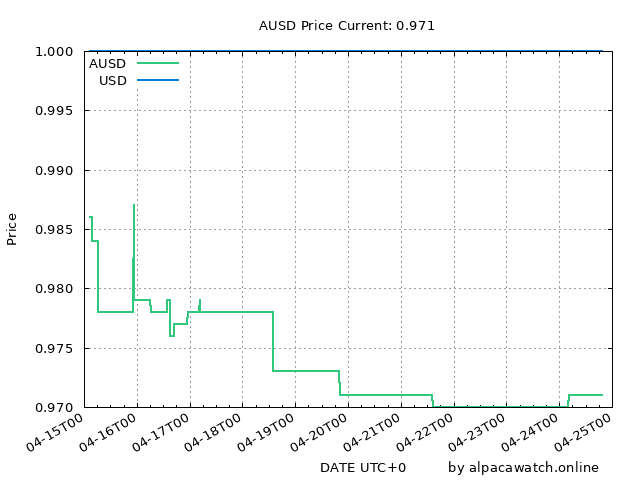 AUSD Price Current: 0.971
1.000
AUSD
USD
0.995
0.990
0.985
Price
0.980
0.975
0.970
04-15T00 04-16T00 04-17T00 04-18T00 04-19T00 04-20T00 04-21T00 04-22T00 04-23T00 04-24T00 04-25T00
DATE UTC+0 by alpacawatch.online